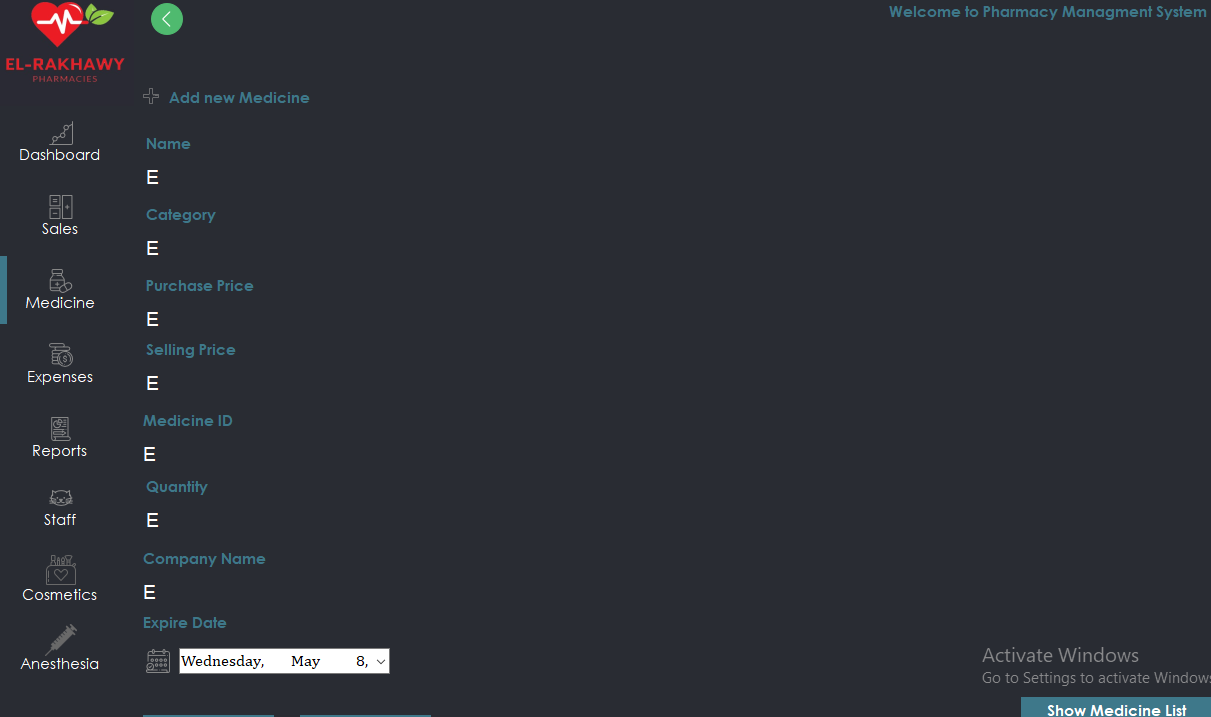 Welcome to Pharmacy Managment System
EL-RAKHAWY
PHARMACIES
Add new Medicine
Dashboard
Sales
Medicine
Expenses
Reports
Staff
Cosmetics
Anesthesia
Name
E
Category
E
Purchase Price
E
Selling Price
E
Medicine ID
E
Quantity
E
Company Name
E
Expire Date
Wednesday, May 8,
Activate Windows
Go to Settings to activate Windows
Show Medicine List